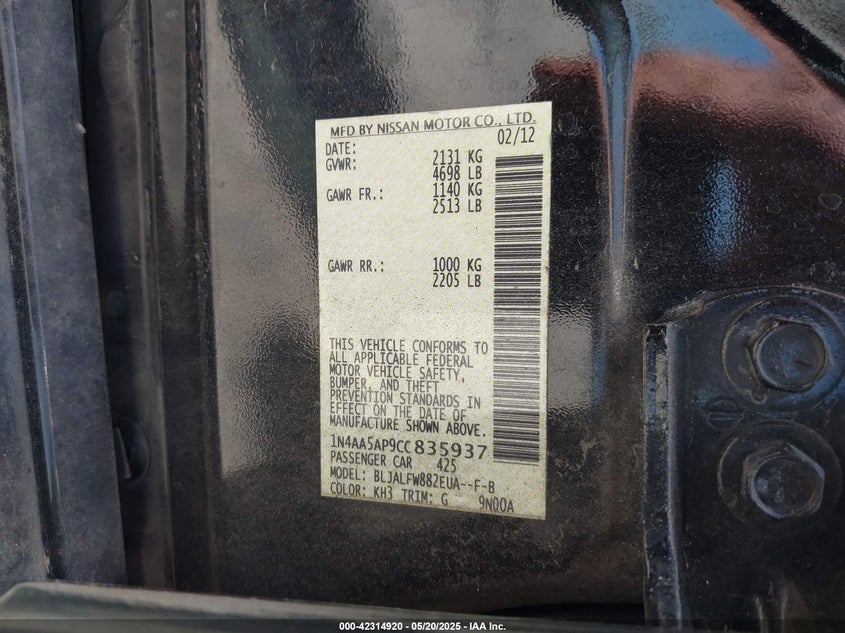 MFD BY NISSAN MOTOR CO., LTD.
DATE: 02/12
GVWR: 2131 KG
4698 LB
GAWR FR.: 1140 KG
2513 LB
GAWR RR.: 1000 KG
2205 LB
THIS VEHICLE CONFORMS TO
ALL APPLICABLE FEDERAL
MOTOR VEHICLE SAFETY,
BUMPER, AND THEFT
PREVENTION STANDARDS IN
EFFECT ON THE DATE OF
MANUFACTURE SHOWN ABOVE.
1N4AA5AP9CC835937
PASSENGER CAR 425
MODEL: BLJALFW882EUA--F-B
COLOR: KH3 TRIM: G 9N00A
000-42314920 - 05/20/2025 - IAA Inc.